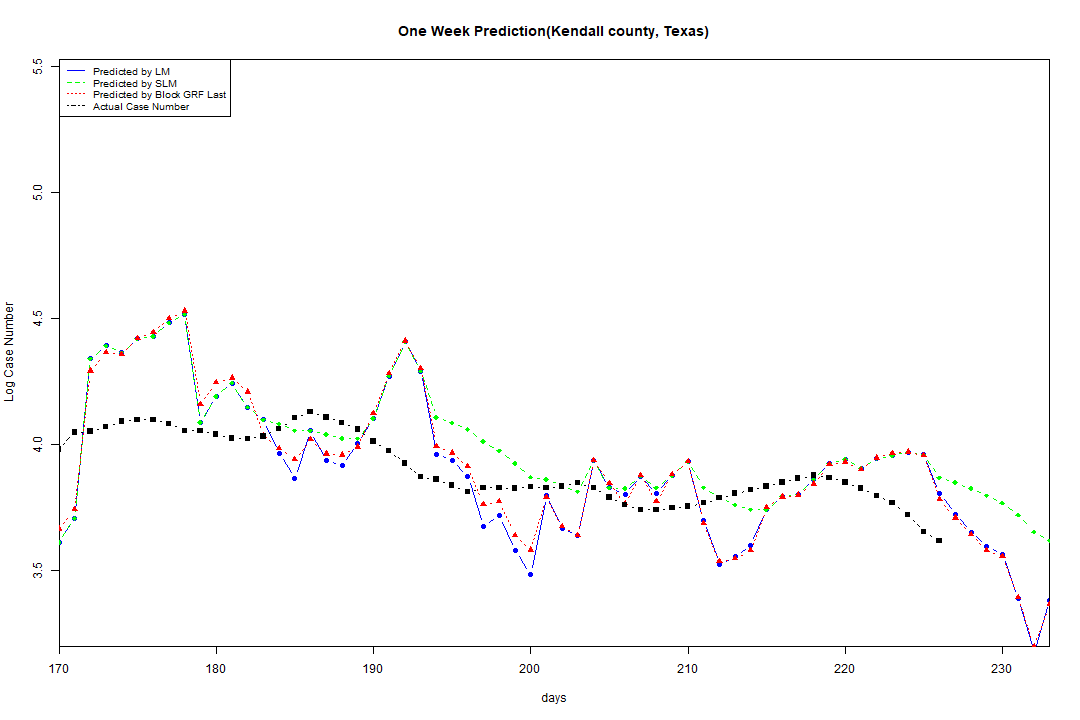 One Week Prediction(Kendall county, Texas)
Predicted by LM
Predicted by SLM
Predicted by Block GRF Last
Actual Case Number
5.5
5.0
4.5
4.0
3.5
Log Case Number
170 180 190 200 210 220 230
days